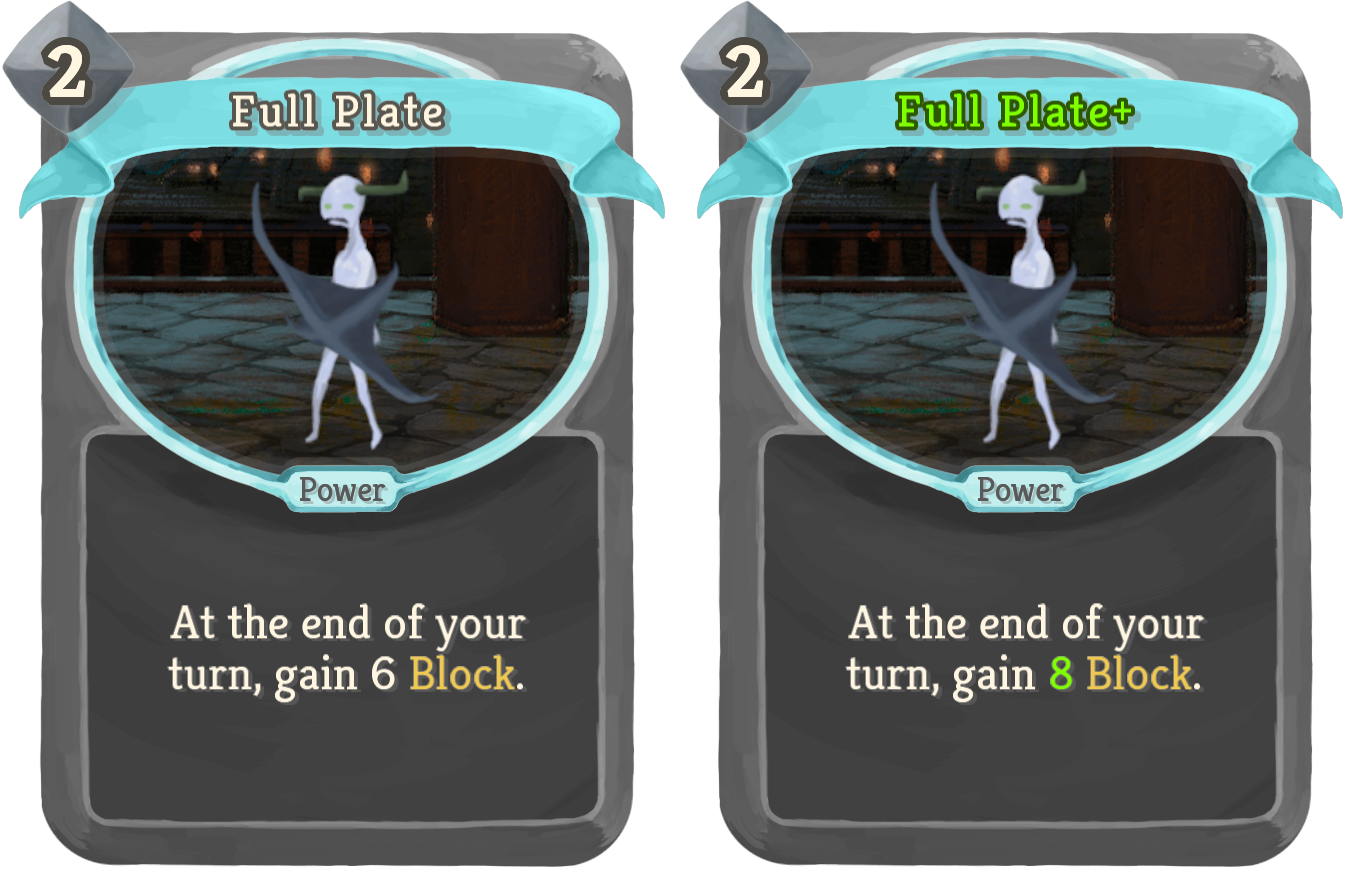 2
Full Plate
Power
At the end of your
turn, gain 6 Block.
2
Full Plate+
Power
At the end of your
turn, gain 8 Block.